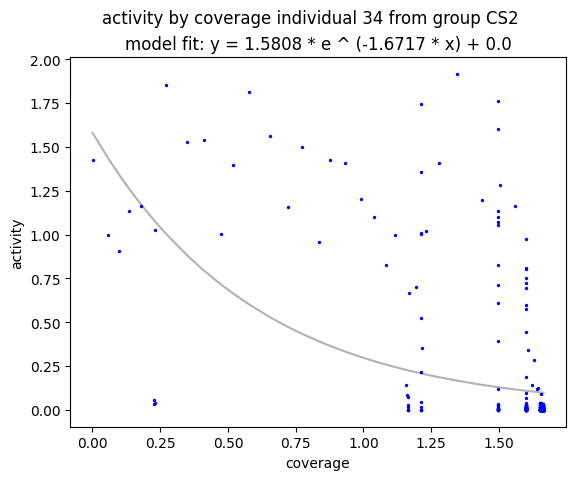 activity by coverage individual 34 from group CS2
model fit: y = 1.5808 * e ^ (-1.6717 * x) + 0.0
2.00
1.75
1.50
1.25
1.00
0.75
0.50
0.25
0.00
activity
0.00 0.25 0.50 0.75 1.00 1.25 1.50
coverage